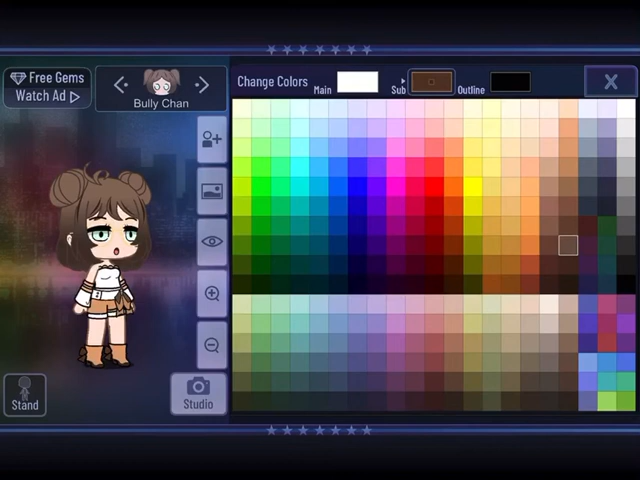 Free Gems
Watch Ad
Bully Chan
Change Colors
Main
Sub
Outline
X
Stand
Studio